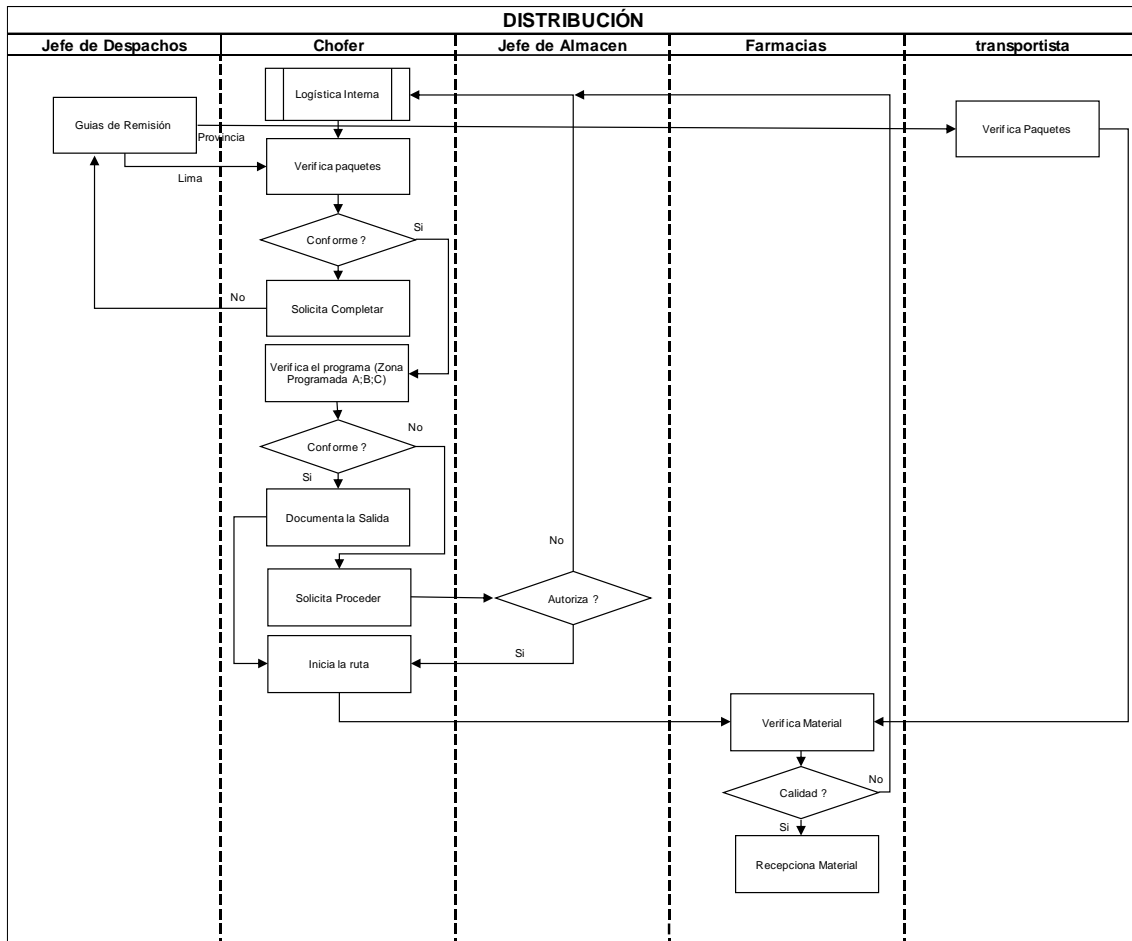 DISTRIBUCIÓN
Jefe de Despachos
Chofer
Jefe de Almacen
Farmacias
transportista
Logística Interna
Guias de Remisión
Provincia
Verifica Paquetes
Verifica paquetes
Lima
Conforme ?
Si
No
Solicita Completar
Verifica el programa (Zona
Programada A;B;C)
Conforme ?
No
Si
Documenta la Salida
No
Solicita Proceder
Autoriza ?
Si
Inicia la ruta
Verifica Material
Calidad ?
No
Si
Recepciona Material